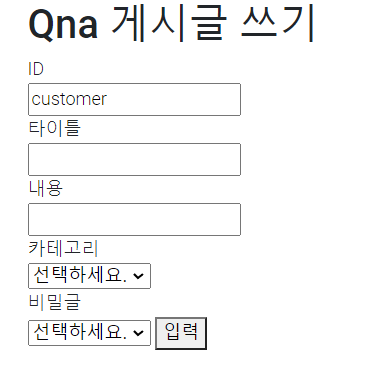 Qna 게시글 쓰기
ID
customer
타이틀
내용
카테고리
선택하세요.
비밀글
선택하세요. 입력